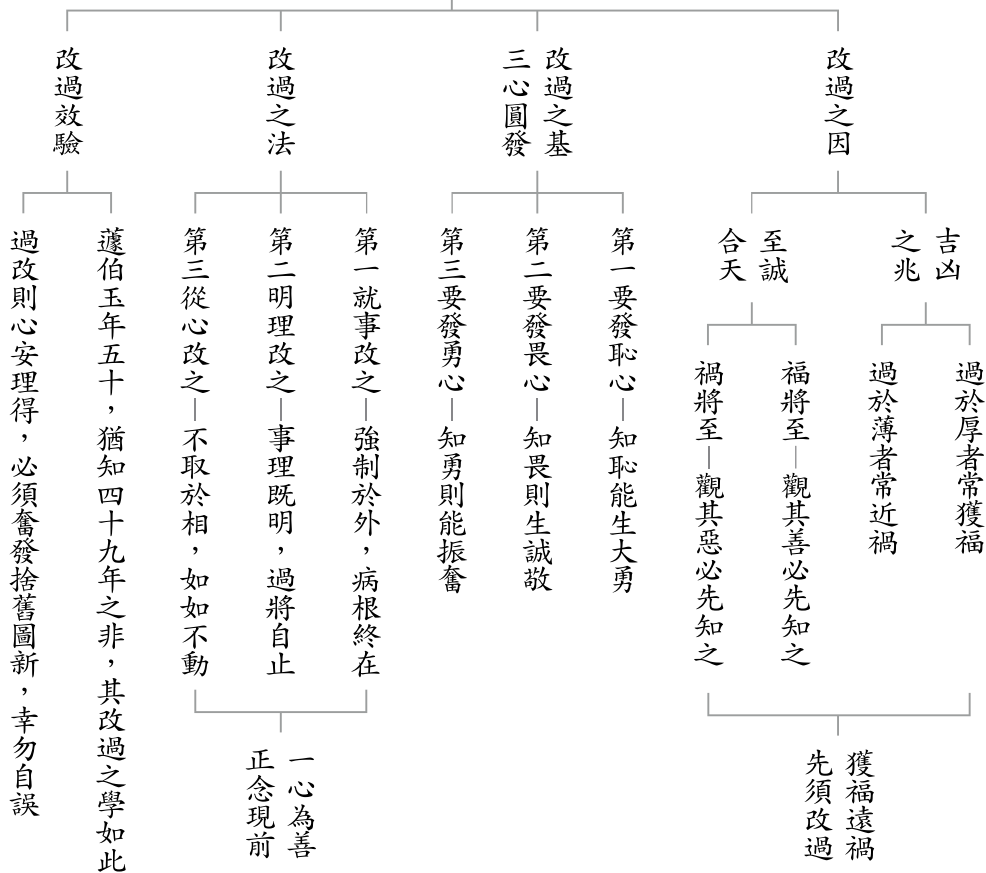 改過之因
吉凶
之兆
過於厚者常獲福
過於薄者常近禍
至誠
合天
福將至—觀其善必先知之
禍將至—觀其惡必先知之
獲福遠禍
先須改過
改過之基
三心圓發
第一要發恥心—知恥能生大勇
第二要發畏心—知畏則生誠敬
第三要發勇心—知勇則能振奮
改過之法
第一就事改之—強制於外，病根終在
第二明理改之—事理既明，過將自止
第三從心改之—不取於相，如如不動
一心為善
正念現前
改過效驗
蘧伯玉年五十，猶知四十九年之非，其改過之學如此
過改則心安理得，必須奮發捨舊圖新，幸勿自誤